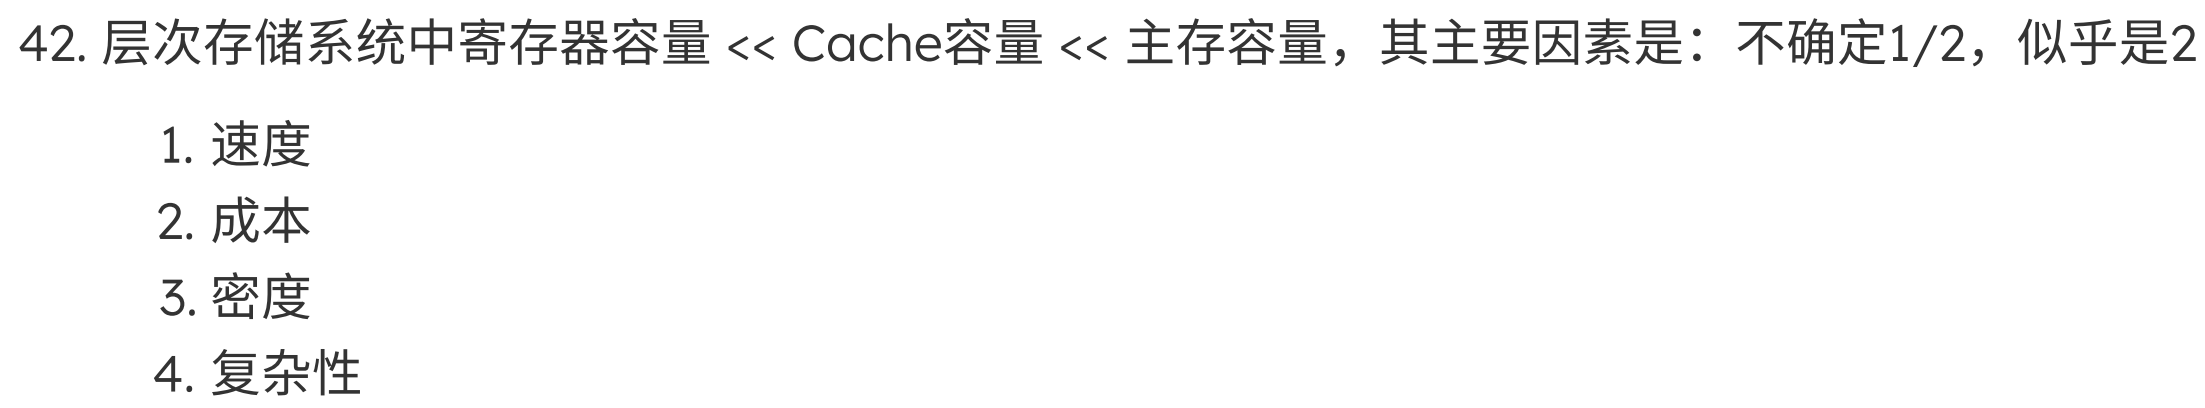 42. 层次存储系统中寄存器容量 << Cache容量 << 主存容量，其主要因素是：不确定1/2，似乎是2
1. 速度
2. 成本
3. 密度
4. 复杂性